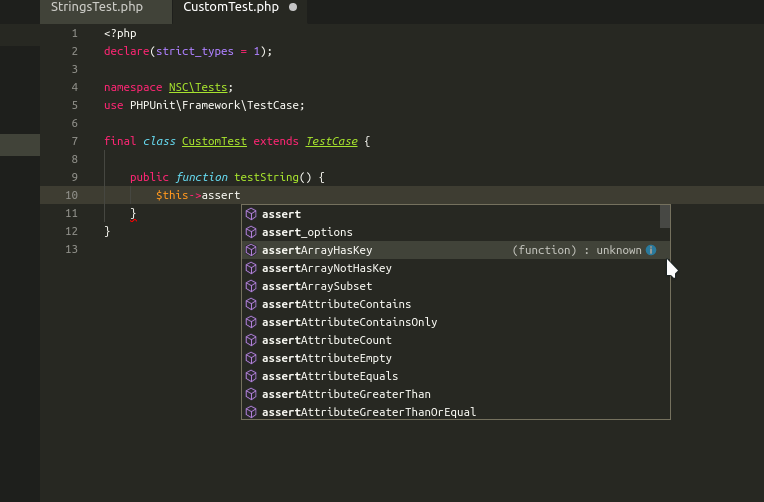 StringsTest.php CustomTest.php
1 <?php
2 declare(strict_types = 1);
3
4 namespace NSC\Tests;
5 use PHPUnit\Framework\TestCase;
6
7 final class CustomTest extends TestCase {
8
9 public function testString() {
10 $this->assert
11 }
12 }
13
assert
assert_options
assertArrayHasKey (function) : unknown
assertArrayNotHasKey
assertArraySubset
assertAttributeContains
assertAttributeContainsOnly
assertAttributeCount
assertAttributeEmpty
assertAttributeEquals
assertAttributeGreaterThan
assertAttributeGreaterThanOrEqual